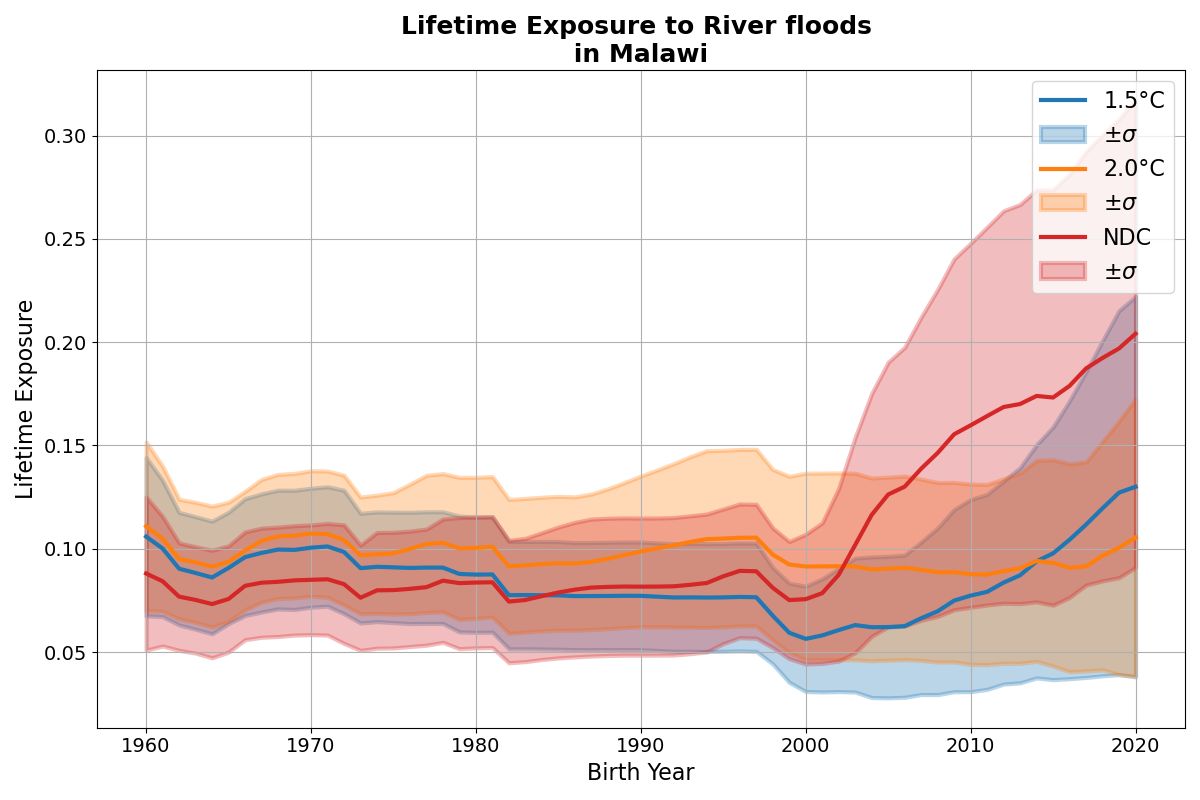 Lifetime Exposure to River floods
in Malawi
Lifetime Exposure
0.30
0.25
0.20
0.15
0.10
0.05
1960
1970
1980
1990
2000
2010
2020
Birth Year
1.5°C
±σ
2.0°C
±σ
NDC
±σ